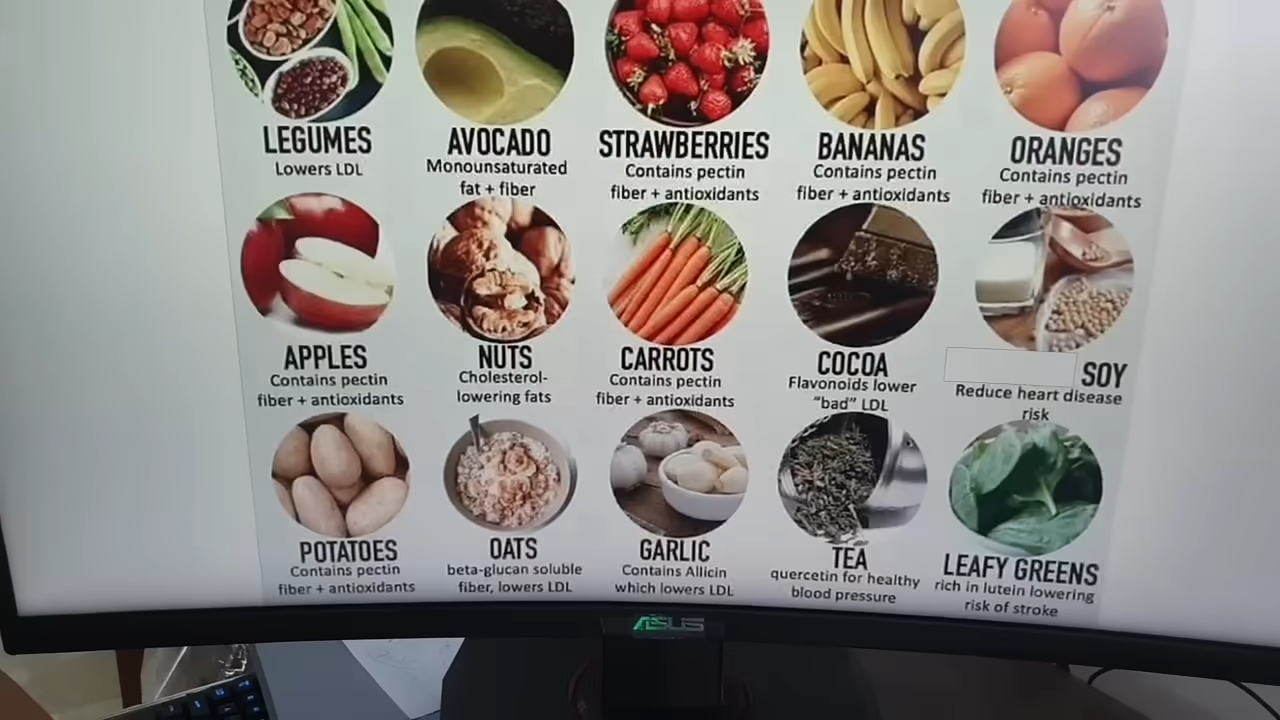 LEGUMES
Lowers LDL
AVOCADO
Monounsaturated
fat + fiber
STRAWBERRIES
Contains pectin
fiber + antioxidants
BANANAS
Contains pectin
fiber + antioxidants
ORANGES
Contains pectin
fiber + antioxidants
APPLES
Contains pectin
fiber + antioxidants
NUTS
Cholesterol-
lowering fats
CARROTS
Contains pectin
fiber + antioxidants
COCOA
Flavonoids lower
“bad” LDL
SOY
Reduce heart disease
risk
POTATOES
Contains pectin
fiber + antioxidants
OATS
beta-glucan soluble
fiber, lowers LDL
GARLIC
Contains Allicin
which lowers LDL
TEA
quercetin for healthy
blood pressure
LEAFY GREENS
rich in lutein lowering
risk of stroke
ASUS